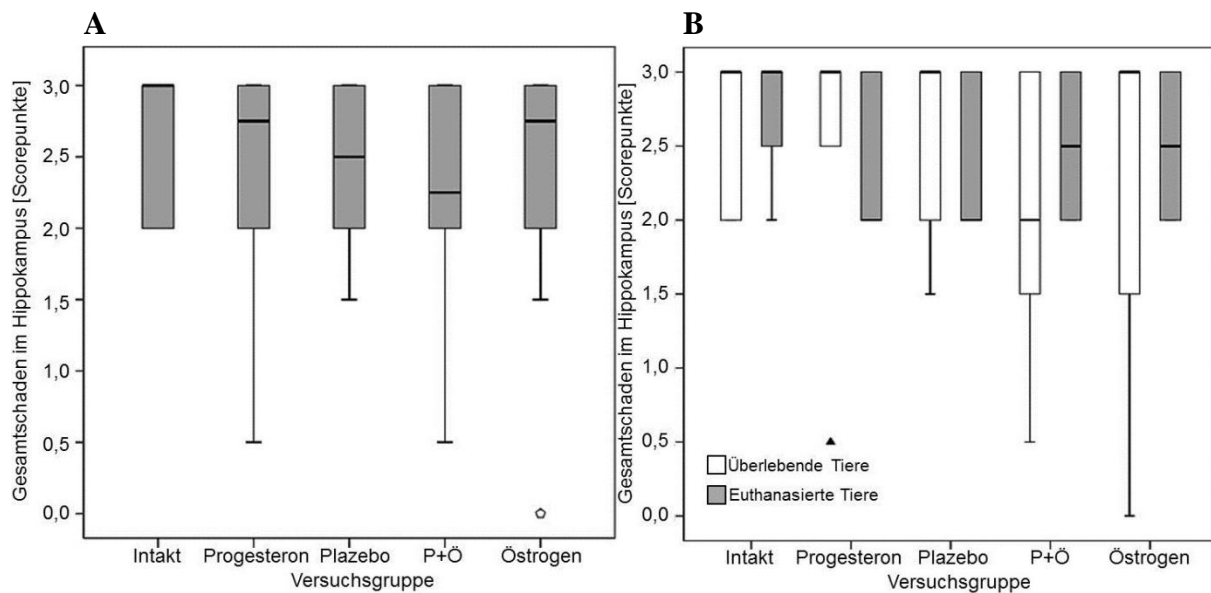 A
Gesamtschaden im Hippokampus [Scorepunkte]
3,0
2,5
2,0
1,5
1,0
0,5
0,0
Intakt Progesteron Plazebo P+Ö Östrogen
Versuchsgruppe
B
Gesamtschaden im Hippokampus [Scorepunkte]
3,0
2,5
2,0
1,5
1,0
0,5
0,0
Überlebende Tiere
Euthanasierte Tiere
Intakt Progesteron Plazebo P+Ö Östrogen
Versuchsgruppe